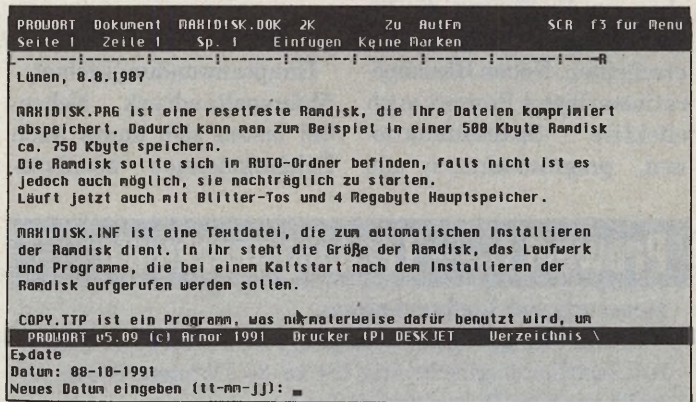 PROWORT Dokument MAXIDISK.DOK 2K Zu AutFm SCR f3 für Menu
Seite 1 Zeile 1 Sp. 1 Einfügen Keine Marken
Lünen, 8.8.1987
MAXIDISK.PRG ist eine resetfeste Ramdisk, die Ihre Dateien komprimiert
abspeichert. Dadurch kann man zum Beispiel in einer 500 Kbyte Ramdisk
ca. 750 Kbyte speichern.
Die Ramdisk sollte sich im AUTO-Ordner befinden, falls nicht ist es
jedoch auch möglich, sie nachträglich zu starten.
Läuft jetzt auch mit Blitter-Tos und 4 Megabyte Hauptspeicher.
MAXIDISK.INF ist eine Textdatei, die zum automatischen Installieren
der Ramdisk dient. In ihr steht die Größe der Ramdisk, das Laufwerk
und Programme, die bei einem Kaltstart nach dem Installieren der
Ramdisk aufgerufen werden sollen.
COPY.TTP ist ein Programm, was normalerweise dafür benutzt wird, um
PROWORT v5.09 (c) Arnor 1991 Drucker (P) DESKJET Verzeichnis \
E»date
Datum: 08-10-1991
Neues Datum eingeben (tt-mm-jj):